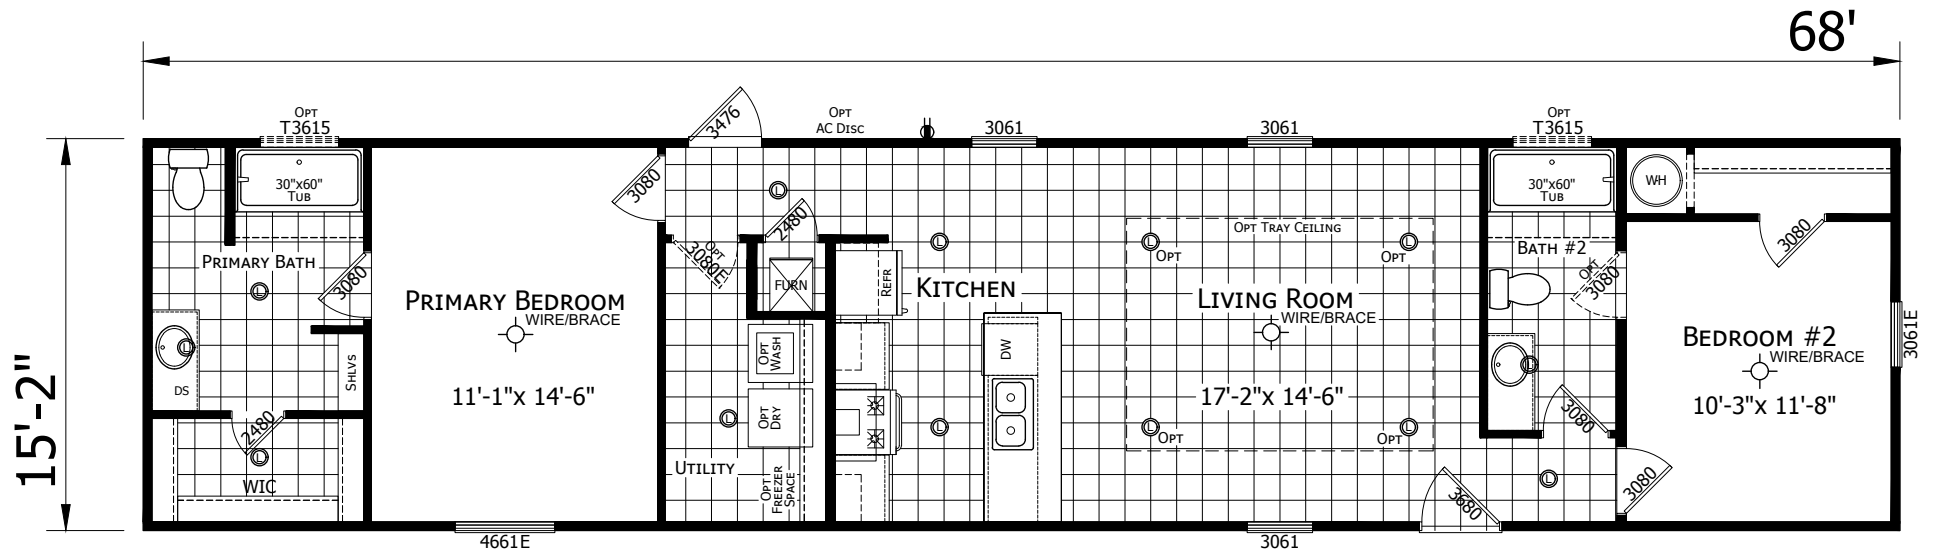 68'
15'-2"
OPT
T3615
3476
OPT
AC DISC
3061
3061
OPT
T3615
30"x60"
TUB
3080
L
2480
OPT
3080E
FURN
REFR
L
OPT TRAY CEILING
L
OPT
L
OPT
30"x60"
TUB
BATH #2
OPT
3080
WH
3080
PRIMARY BATH
L
3080
L
DS
SHLVS
2480
L
WIC
PRIMARY BEDROOM
WIRE/BRACE
11'-1"x 14'-6"
4661E
OPT
WASH
OPT
DRY
L
UTILITY
OPT
FREEZER
SPACE
KITCHEN
DW
L
LIVING ROOM
WIRE/BRACE
17'-2"x 14'-6"
L
OPT
L
OPT
3061
L
3080
L
3680
3080
BEDROOM #2
WIRE/BRACE
10'-3"x 11'-8"
3061E